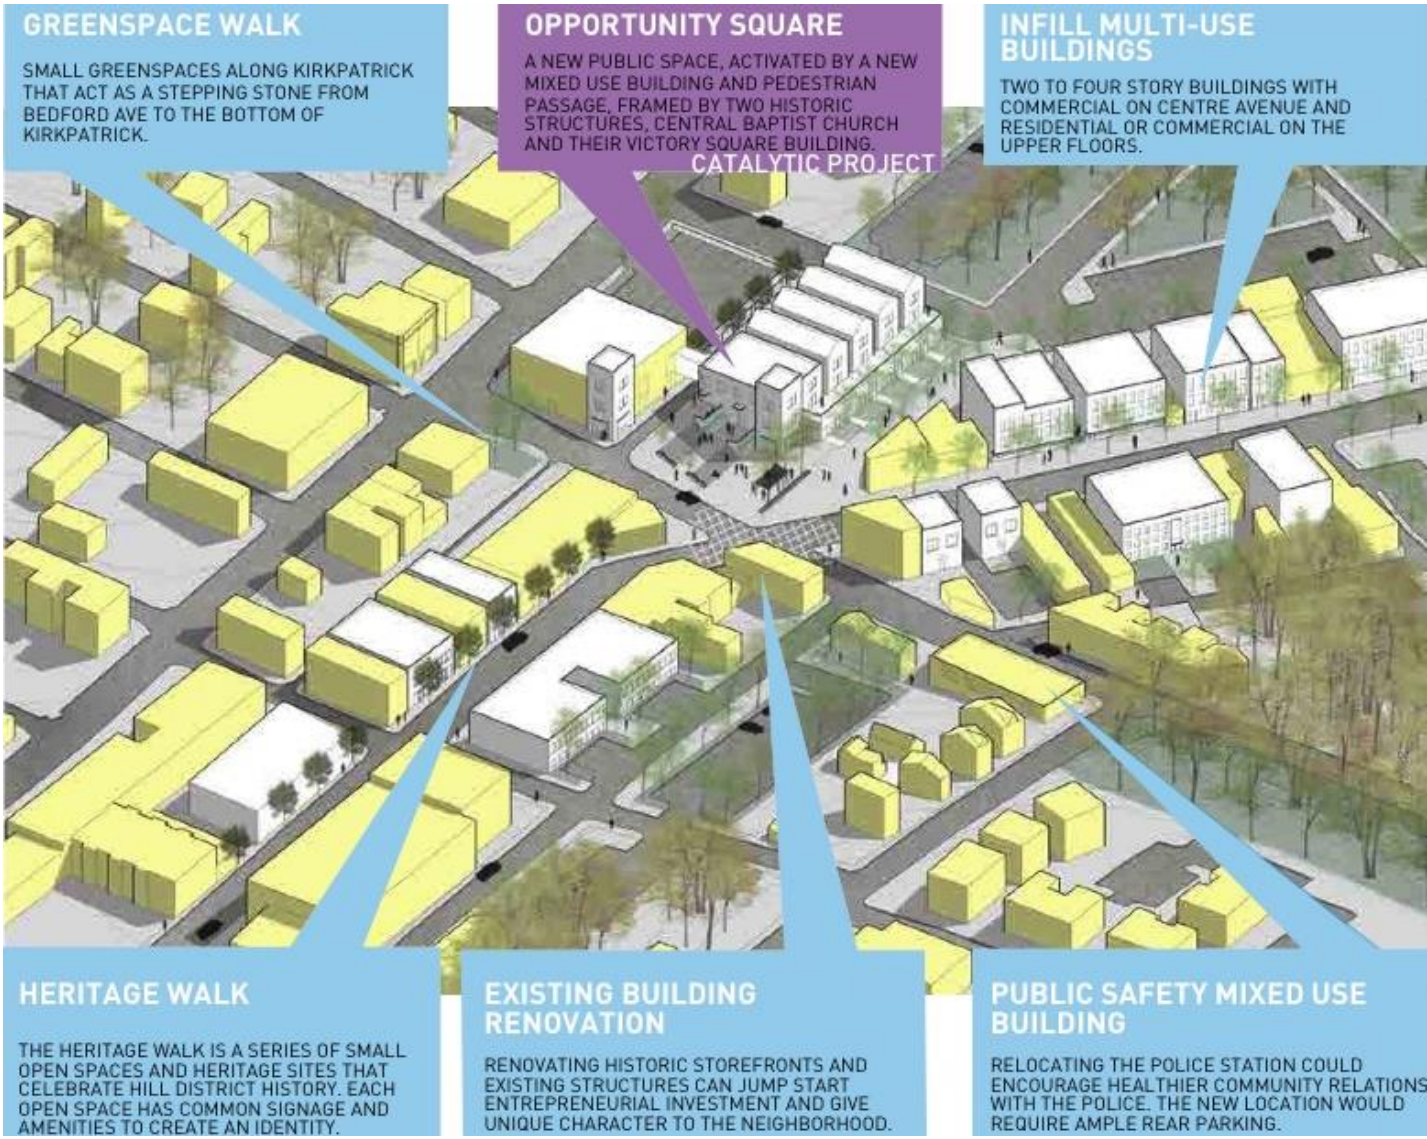 GREENSPACE WALK
SMALL GREENSPACES ALONG KIRKPATRICK
THAT ACT AS A STEPPING STONE FROM
BEDFORD AVE TO THE BOTTOM OF
KIRKPATRICK.
OPPORTUNITY SQUARE
A NEW PUBLIC SPACE, ACTIVATED BY A NEW
MIXED USE BUILDING AND PEDESTRIAN
PASSAGE, FRAMED BY TWO HISTORIC
STRUCTURES, CENTRAL BAPTIST CHURCH
AND THEIR VICTORY SQUARE BUILDING.
CATALYTIC PROJECT
INFILL MULTI-USE
BUILDINGS
TWO TO FOUR STORY BUILDINGS WITH
COMMERCIAL ON CENTRE AVENUE AND
RESIDENTIAL OR COMMERCIAL ON THE
UPPER FLOORS.
HERITAGE WALK
THE HERITAGE WALK IS A SERIES OF SMALL
OPEN SPACES AND HERITAGE SITES THAT
CELEBRATE HILL DISTRICT HISTORY. EACH
OPEN SPACE HAS COMMON SIGNAGE AND
AMENITIES TO CREATE AN IDENTITY.
EXISTING BUILDING
RENOVATION
RENOVATING HISTORIC STOREFRONTS AND
EXISTING STRUCTURES CAN JUMP START
ENTREPRENEURIAL INVESTMENT AND GIVE
UNIQUE CHARACTER TO THE NEIGHBORHOOD.
PUBLIC SAFETY MIXED USE
BUILDING
RELOCATING THE POLICE STATION COULD
ENCOURAGE HEALTHIER COMMUNITY RELATIONS
WITH THE POLICE. THE NEW LOCATION WOULD
REQUIRE AMPLE REAR PARKING.